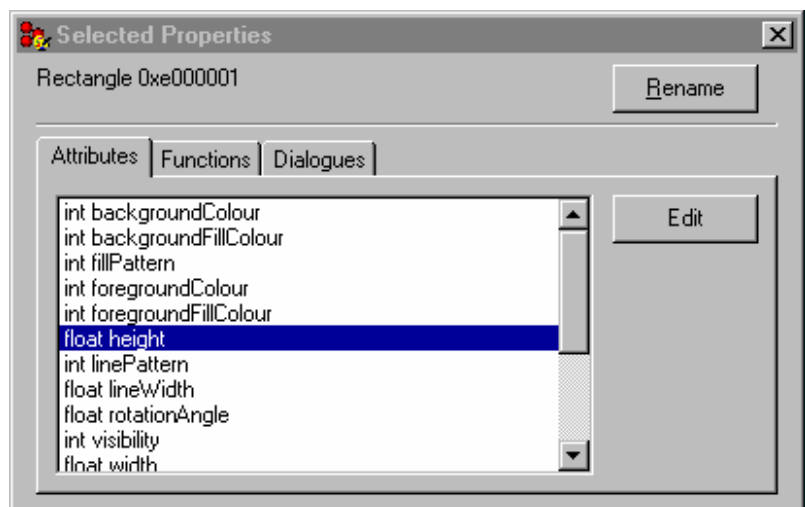 Selected Properties
Rectangle 0xe000001
Rename
Attributes Functions Dialogues
int backgroundColour
Edit
int backgroundFillColour
int fillPattern
int foregroundColour
int foregroundFillColour
float height
int linePattern
float lineWidth
float rotationAngle
int visibility
float width